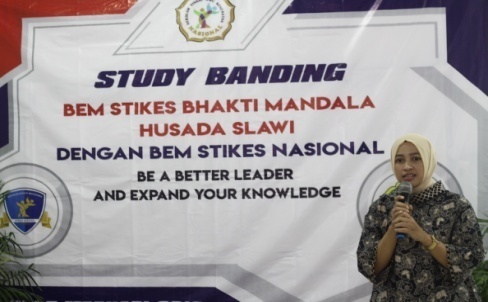 NASIONAL
STUDY BANDING
BEM STIKES BHAKTI MANDALA
HUSADA SLAWI
DENGAN BEM STIKES NASIONAL
BE A BETTER LEADER
AND EXPAND YOUR KNOWLEDGE